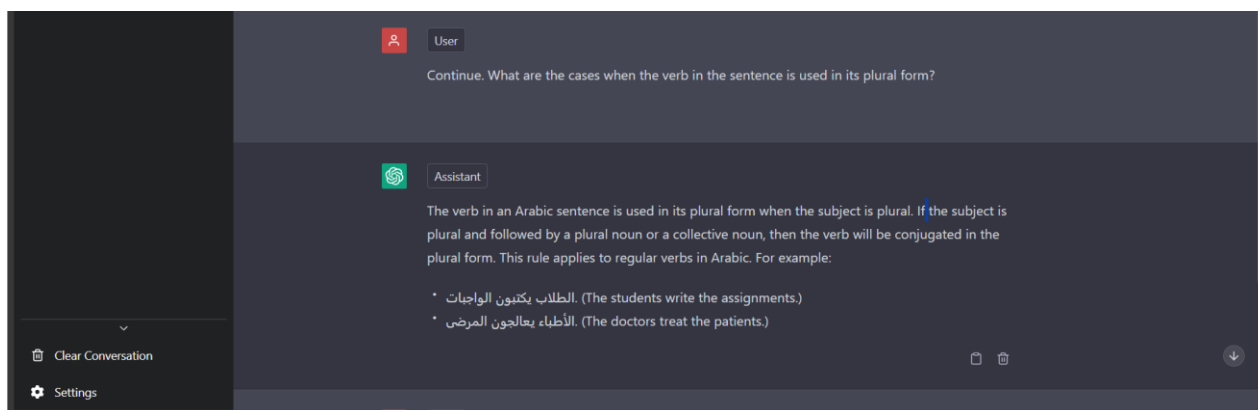 User
Continue. What are the cases when the verb in the sentence is used in its plural form?
Assistant
The verb in an Arabic sentence is used in its plural form when the subject is plural. If the subject is
plural and followed by a plural noun or a collective noun, then the verb will be conjugated in the
plural form. This rule applies to regular verbs in Arabic. For example:
• الطلاب يكتبون الواجبات. (The students write the assignments.)
• الأطباء يعالجون المرضى. (The doctors treat the patients.)
Clear Conversation
Settings